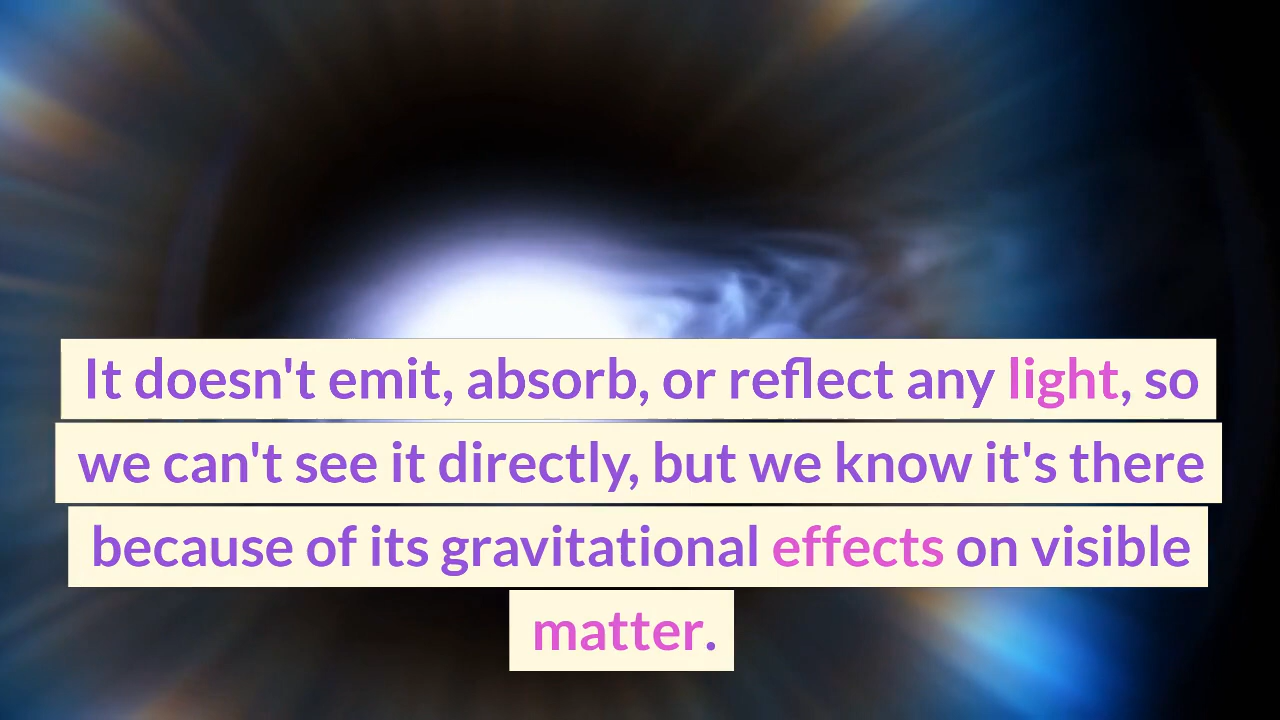 It doesn't emit, absorb, or reflect any light, so
we can't see it directly, but we know it's there
because of its gravitational effects on visible
matter.